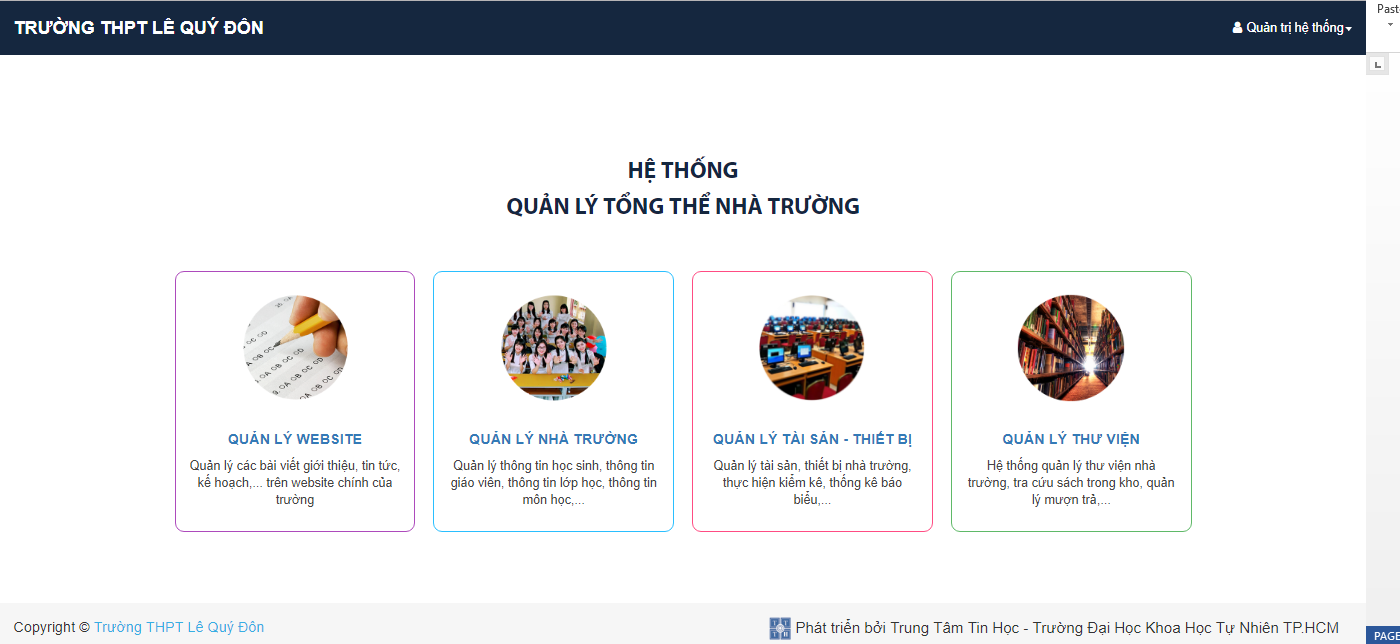 TRƯỜNG THPT LÊ QUÝ ĐÔN
Quản trị hệ thống
HỆ THỐNG
QUẢN LÝ TỔNG THỂ NHÀ TRƯỜNG
QUẢN LÝ WEBSITE
Quản lý các bài viết giới thiệu, tin tức,
kế hoạch,... trên website chính của
trường
QUẢN LÝ NHÀ TRƯỜNG
Quản lý thông tin học sinh, thông tin
giáo viên, thông tin lớp học, thông tin
môn học,...
QUẢN LÝ TÀI SẢN - THIẾT BỊ
Quản lý tài sản, thiết bị nhà trường,
thực hiện kiểm kê, thống kê báo
biểu,...
QUẢN LÝ THƯ VIỆN
Hệ thống quản lý thư viện nhà
trường, tra cứu sách trong kho, quản
lý mượn trả,...
Copyright © Trường THPT Lê Quý Đôn
Phát triển bởi Trung Tâm Tin Học - Trường Đại Học Khoa Học Tự Nhiên TP.HCM
Past
PAGE